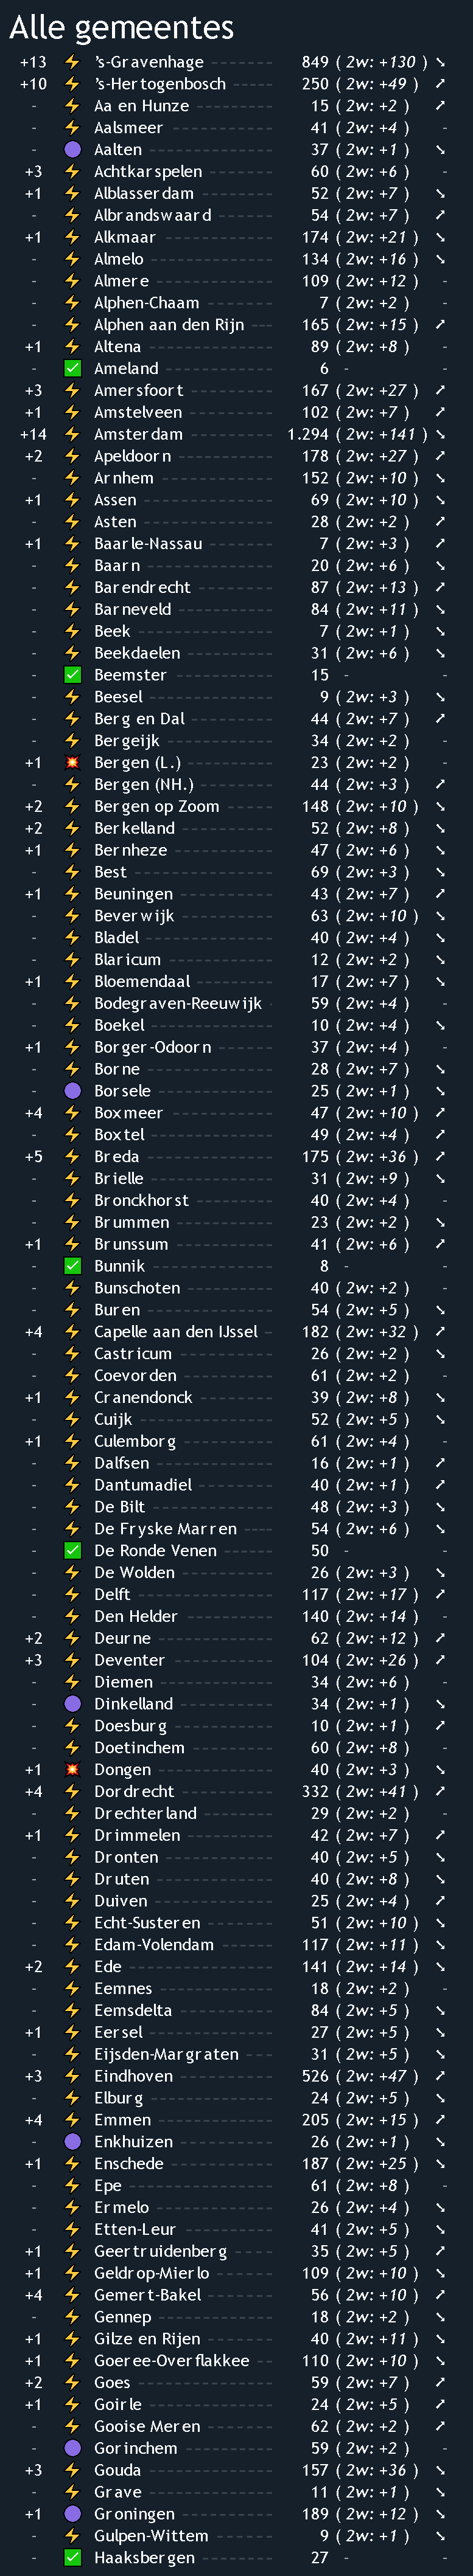 Alle gemeentes
+13 ⚡ 's-Gravenhage 849 ( 2w: +130 ) ↘
+10 ⚡ 's-Hertogenbosch 250 ( 2w: +49 ) ↗
- ⚡ Aa en Hunze 15 ( 2w: +2 ) ↗
- ⚡ Aalsmeer 41 ( 2w: +4 ) -
- 🟣 Aalten 37 ( 2w: +1 ) ↘
+3 ⚡ Achtkarspelen 60 ( 2w: +6 ) -
+1 ⚡ Alblasserdam 52 ( 2w: +7 ) ↘
- ⚡ Albrandswaard 54 ( 2w: +7 ) ↗
+1 ⚡ Alkmaar 174 ( 2w: +21 ) ↘
- ⚡ Almelo 134 ( 2w: +16 ) ↘
- ⚡ Almere 109 ( 2w: +12 ) -
- ⚡ Alphen-Chaam 7 ( 2w: +2 ) -
- ⚡ Alphen aan den Rijn 165 ( 2w: +15 ) ↗
+1 ⚡ Altena 89 ( 2w: +8 ) -
- ✅ Ameland 6 - -
+3 ⚡ Amersfoort 167 ( 2w: +27 ) ↗
+1 ⚡ Amstelveen 102 ( 2w: +7 ) ↗
+14 ⚡ Amsterdam 1.294 ( 2w: +141 ) ↘
+2 ⚡ Apeldoorn 178 ( 2w: +27 ) ↗
- ⚡ Arnhem 152 ( 2w: +10 ) ↘
+1 ⚡ Assen 69 ( 2w: +10 ) ↘
- ⚡ Asten 28 ( 2w: +2 ) ↗
+1 ⚡ Baarle-Nassau 7 ( 2w: +3 ) ↗
- ⚡ Baarn 20 ( 2w: +6 ) ↘
- ⚡ Barendrecht 87 ( 2w: +13 ) ↗
- ⚡ Barneveld 84 ( 2w: +11 ) ↘
- ⚡ Beek 7 ( 2w: +1 ) ↘
- ⚡ Beekdaelen 31 ( 2w: +6 ) ↘
- ✅ Beemster 15 - -
- ⚡ Beesel 9 ( 2w: +3 ) ↘
- ⚡ Berg en Dal 44 ( 2w: +7 ) ↗
- ⚡ Bergeijk 34 ( 2w: +2 ) -
+1 💥 Bergen (L.) 23 ( 2w: +2 ) -
- ⚡ Bergen (NH.) 44 ( 2w: +3 ) ↗
+2 ⚡ Bergen op Zoom 148 ( 2w: +10 ) ↘
+2 ⚡ Berkelland 52 ( 2w: +8 ) ↘
+1 ⚡ Bernheze 47 ( 2w: +6 ) ↘
- ⚡ Best 69 ( 2w: +3 ) ↘
+1 ⚡ Beuningen 43 ( 2w: +7 ) ↗
- ⚡ Beverwijk 63 ( 2w: +10 ) ↘
- ⚡ Bladel 40 ( 2w: +4 ) ↘
- ⚡ Blaricum 12 ( 2w: +2 ) ↘
+1 ⚡ Bloemendaal 17 ( 2w: +7 ) ↘
- ⚡ Bodegraven-Reeuwijk 59 ( 2w: +4 ) -
- ⚡ Boekel 10 ( 2w: +4 ) ↘
+1 ⚡ Borger-Odoorn 37 ( 2w: +4 ) -
- ⚡ Borne 28 ( 2w: +7 ) ↘
- 🟣 Borsele 25 ( 2w: +1 ) ↘
+4 ⚡ Boxmeer 47 ( 2w: +10 ) ↗
- ⚡ Boxtel 49 ( 2w: +4 ) ↗
+5 ⚡ Breda 175 ( 2w: +36 ) ↗
- ⚡ Brielle 31 ( 2w: +9 ) ↘
- ⚡ Bronckhorst 40 ( 2w: +4 ) -
- ⚡ Brummen 23 ( 2w: +2 ) ↘
+1 ⚡ Brunssum 41 ( 2w: +6 ) ↗
- ✅ Bunnik 8 - -
- ⚡ Bunschoten 40 ( 2w: +2 ) -
- ⚡ Buren 54 ( 2w: +5 ) ↘
+4 ⚡ Capelle aan den IJssel 182 ( 2w: +32 ) ↗
- ⚡ Castricum 26 ( 2w: +2 ) ↘
- ⚡ Coevorden 61 ( 2w: +2 ) -
+1 ⚡ Cranendonck 39 ( 2w: +8 ) ↘
- ⚡ Cuijk 52 ( 2w: +5 ) ↘
+1 ⚡ Culemborg 61 ( 2w: +4 ) -
- ⚡ Dalfsen 16 ( 2w: +1 ) ↗
- ⚡ Dantumadiel 40 ( 2w: +1 ) ↗
- ⚡ De Bilt 48 ( 2w: +3 ) ↘
- ⚡ De Fryske Marren 54 ( 2w: +6 ) ↘
- ✅ De Ronde Venen 50 - -
- ⚡ De Wolden 26 ( 2w: +3 ) ↘
- ⚡ Delft 117 ( 2w: +17 ) ↗
- ⚡ Den Helder 140 ( 2w: +14 ) -
+2 ⚡ Deurne 62 ( 2w: +12 ) ↗
+3 ⚡ Deventer 104 ( 2w: +26 ) ↗
- ⚡ Diemen 34 ( 2w: +6 ) -
- 🟣 Dinkelland 34 ( 2w: +1 ) ↘
- ⚡ Doesburg 10 ( 2w: +1 ) ↗
- ⚡ Doetinchem 60 ( 2w: +8 ) -
+1 💥 Dongen 40 ( 2w: +3 ) ↘
+4 ⚡ Dordrecht 332 ( 2w: +41 ) ↗
- ⚡ Drechterland 29 ( 2w: +2 ) -
+1 ⚡ Drimmelen 42 ( 2w: +7 ) ↗
- ⚡ Dronten 40 ( 2w: +5 ) ↘
- ⚡ Druten 40 ( 2w: +8 ) ↘
- ⚡ Duiven 25 ( 2w: +4 ) ↗
- ⚡ Echt-Susteren 51 ( 2w: +10 ) ↘
- ⚡ Edam-Volendam 117 ( 2w: +11 ) ↘
+2 ⚡ Ede 141 ( 2w: +14 ) ↘
- ⚡ Eemnes 18 ( 2w: +2 ) -
- ⚡ Eemsdelta 84 ( 2w: +5 ) ↘
+1 ⚡ Eersel 27 ( 2w: +5 ) ↘
- ⚡ Eijsden-Margraten 31 ( 2w: +5 ) ↘
+3 ⚡ Eindhoven 526 ( 2w: +47 ) ↗
- ⚡ Elburg 24 ( 2w: +5 ) ↘
+4 ⚡ Emmen 205 ( 2w: +15 ) ↗
- 🟣 Enkhuizen 26 ( 2w: +1 ) ↘
+1 ⚡ Enschede 187 ( 2w: +25 ) ↘
- ⚡ Epe 61 ( 2w: +8 ) -
- ⚡ Ermelo 26 ( 2w: +4 ) ↘
- ⚡ Etten-Leur 41 ( 2w: +5 ) ↘
+1 ⚡ Geertruidenberg 35 ( 2w: +5 ) ↗
+1 ⚡ Geldrop-Mierlo 109 ( 2w: +10 ) ↘
+4 ⚡ Gemert-Bakel 56 ( 2w: +10 ) ↗
- ⚡ Gennep 18 ( 2w: +2 ) ↘
+1 ⚡ Gilze en Rijen 40 ( 2w: +11 ) ↘
+1 ⚡ Goeree-Overflakkee 110 ( 2w: +10 ) ↘
+2 ⚡ Goes 59 ( 2w: +7 ) ↗
+1 ⚡ Goirle 24 ( 2w: +5 ) ↗
- ⚡ Gooise Meren 62 ( 2w: +2 ) ↗
- 🟣 Gorinchem 59 ( 2w: +2 ) -
+3 ⚡ Gouda 157 ( 2w: +36 ) ↘
- ⚡ Grave 11 ( 2w: +1 ) ↘
+1 🟣 Groningen 189 ( 2w: +12 ) ↘
- ⚡ Gulpen-Wittem 9 ( 2w: +1 ) ↘
- ✅ Haaksbergen 27 - -